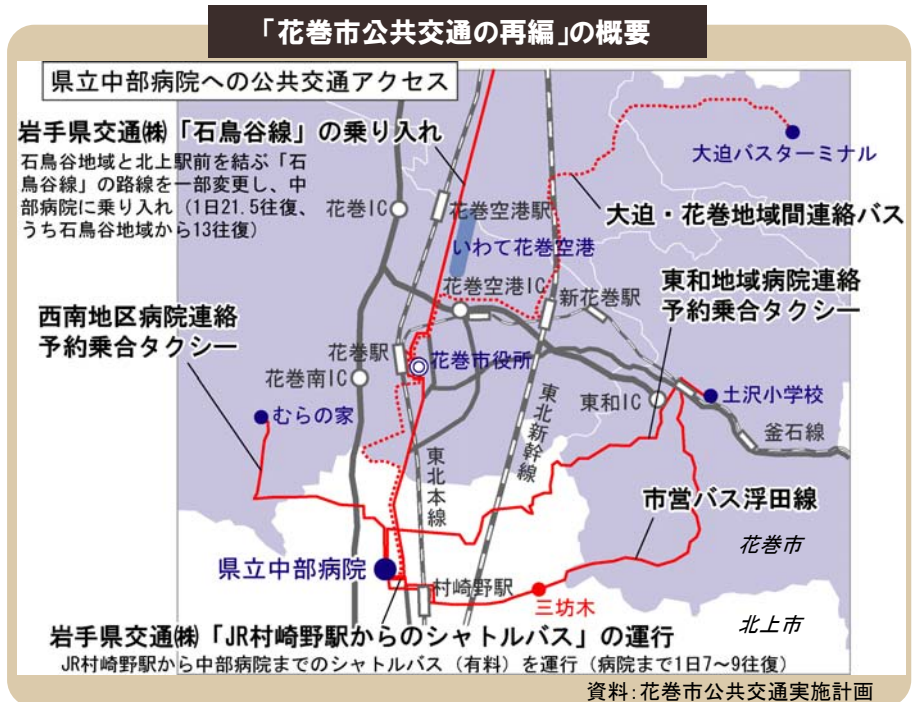 「花巻市公共交通の再編」の概要
県立中部病院への公共交通アクセス
岩手県交通㈱「石鳥谷線」の乗り入れ
石鳥谷地域と北上駅前を結ぶ「石
鳥谷線」の路線を一部変更し、中
部病院に乗り入れ（1日21.5往復、
うち石鳥谷地域から13往復）
大迫バスターミナル
花巻IC
花巻空港駅
大迫・花巻地域間連絡バス
いわて花巻空港
花巻空港IC
新花巻駅
東和地域病院連絡
予約乗合タクシー
西南地区病院連絡
予約乗合タクシー
花巻駅
花巻市役所
花巻南IC
東和IC
土沢小学校
むらの家
釜石線
東北新幹線
東北本線
市営バス浮田線
花巻市
県立中部病院
村崎野駅
三坊木
北上市
岩手県交通㈱「JR村崎野駅からのシャトルバス」の運行
JR村崎野駅から中部病院までのシャトルバス（有料）を運行（病院まで1日7～9往復）
資料：花巻市公共交通実施計画